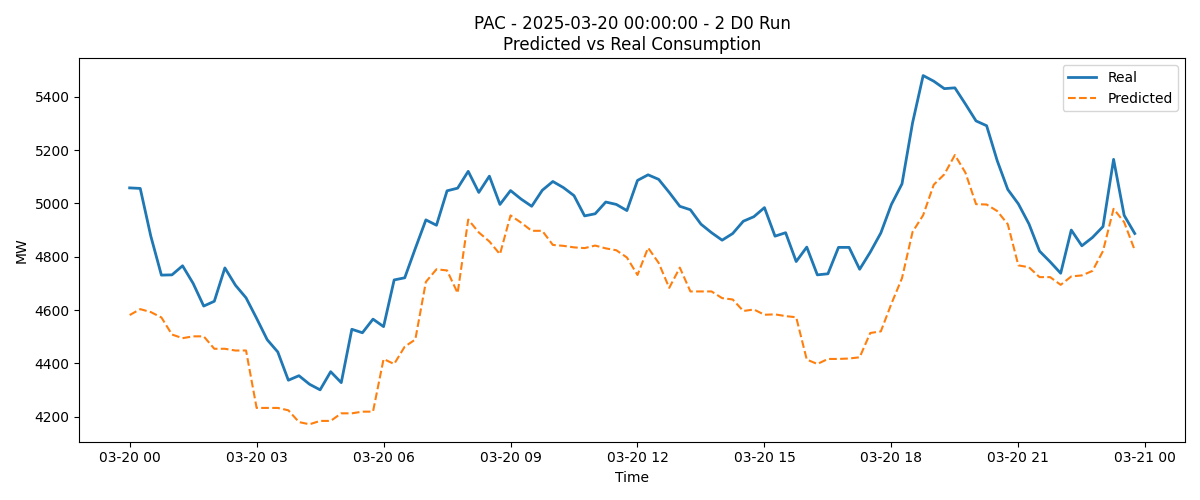 PAC - 2025-03-20 00:00:00 - 2 D0 Run
Predicted vs Real Consumption
Real
Predicted
MW
5400
5200
5000
4800
4600
4400
4200
03-20 00
03-20 03
03-20 06
03-20 09
03-20 12
03-20 15
03-20 18
03-20 21
03-21 00
Time